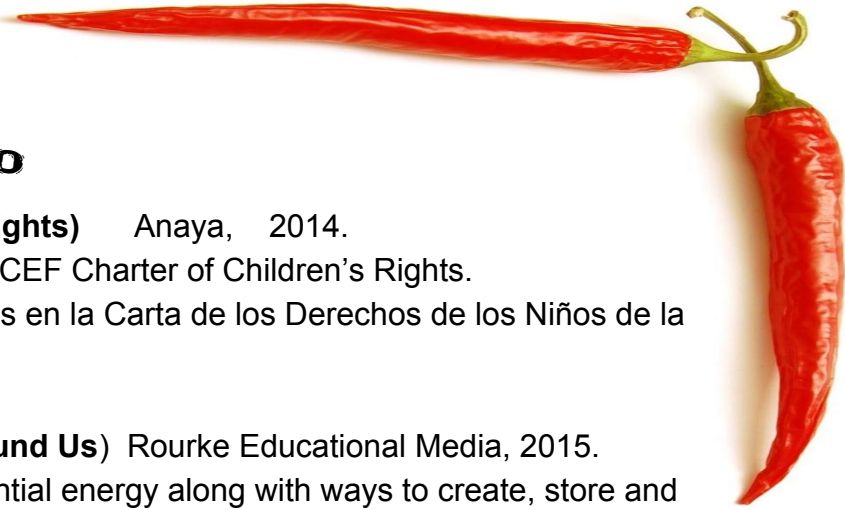 o
ghts) Anaya, 2014.
CEF Charter of Children's Rights.
s en la Carta de los Derechos de los Niños de la
und Us) Rourke Educational Media, 2015.
ntial energy along with ways to create, store and